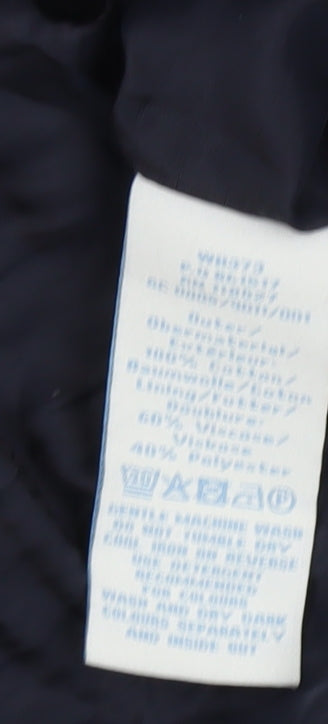 WH373
Outer/
Obermaterial/
Exterieur:
100% Cotton/
Baumwolle/Coton
Lining/Futter/
Doublure:
60% Viscose/
Viskose
40% Polyester
GENTLE MACHINE WASH
DO NOT TUMBLE DRY
COOL IRON ON REVERSE
USE DETERGENT
RECOMMENDED
FOR COLOURS
WASH AND DRY DARK
COLOURS SEPARATELY
AND INSIDE OUT